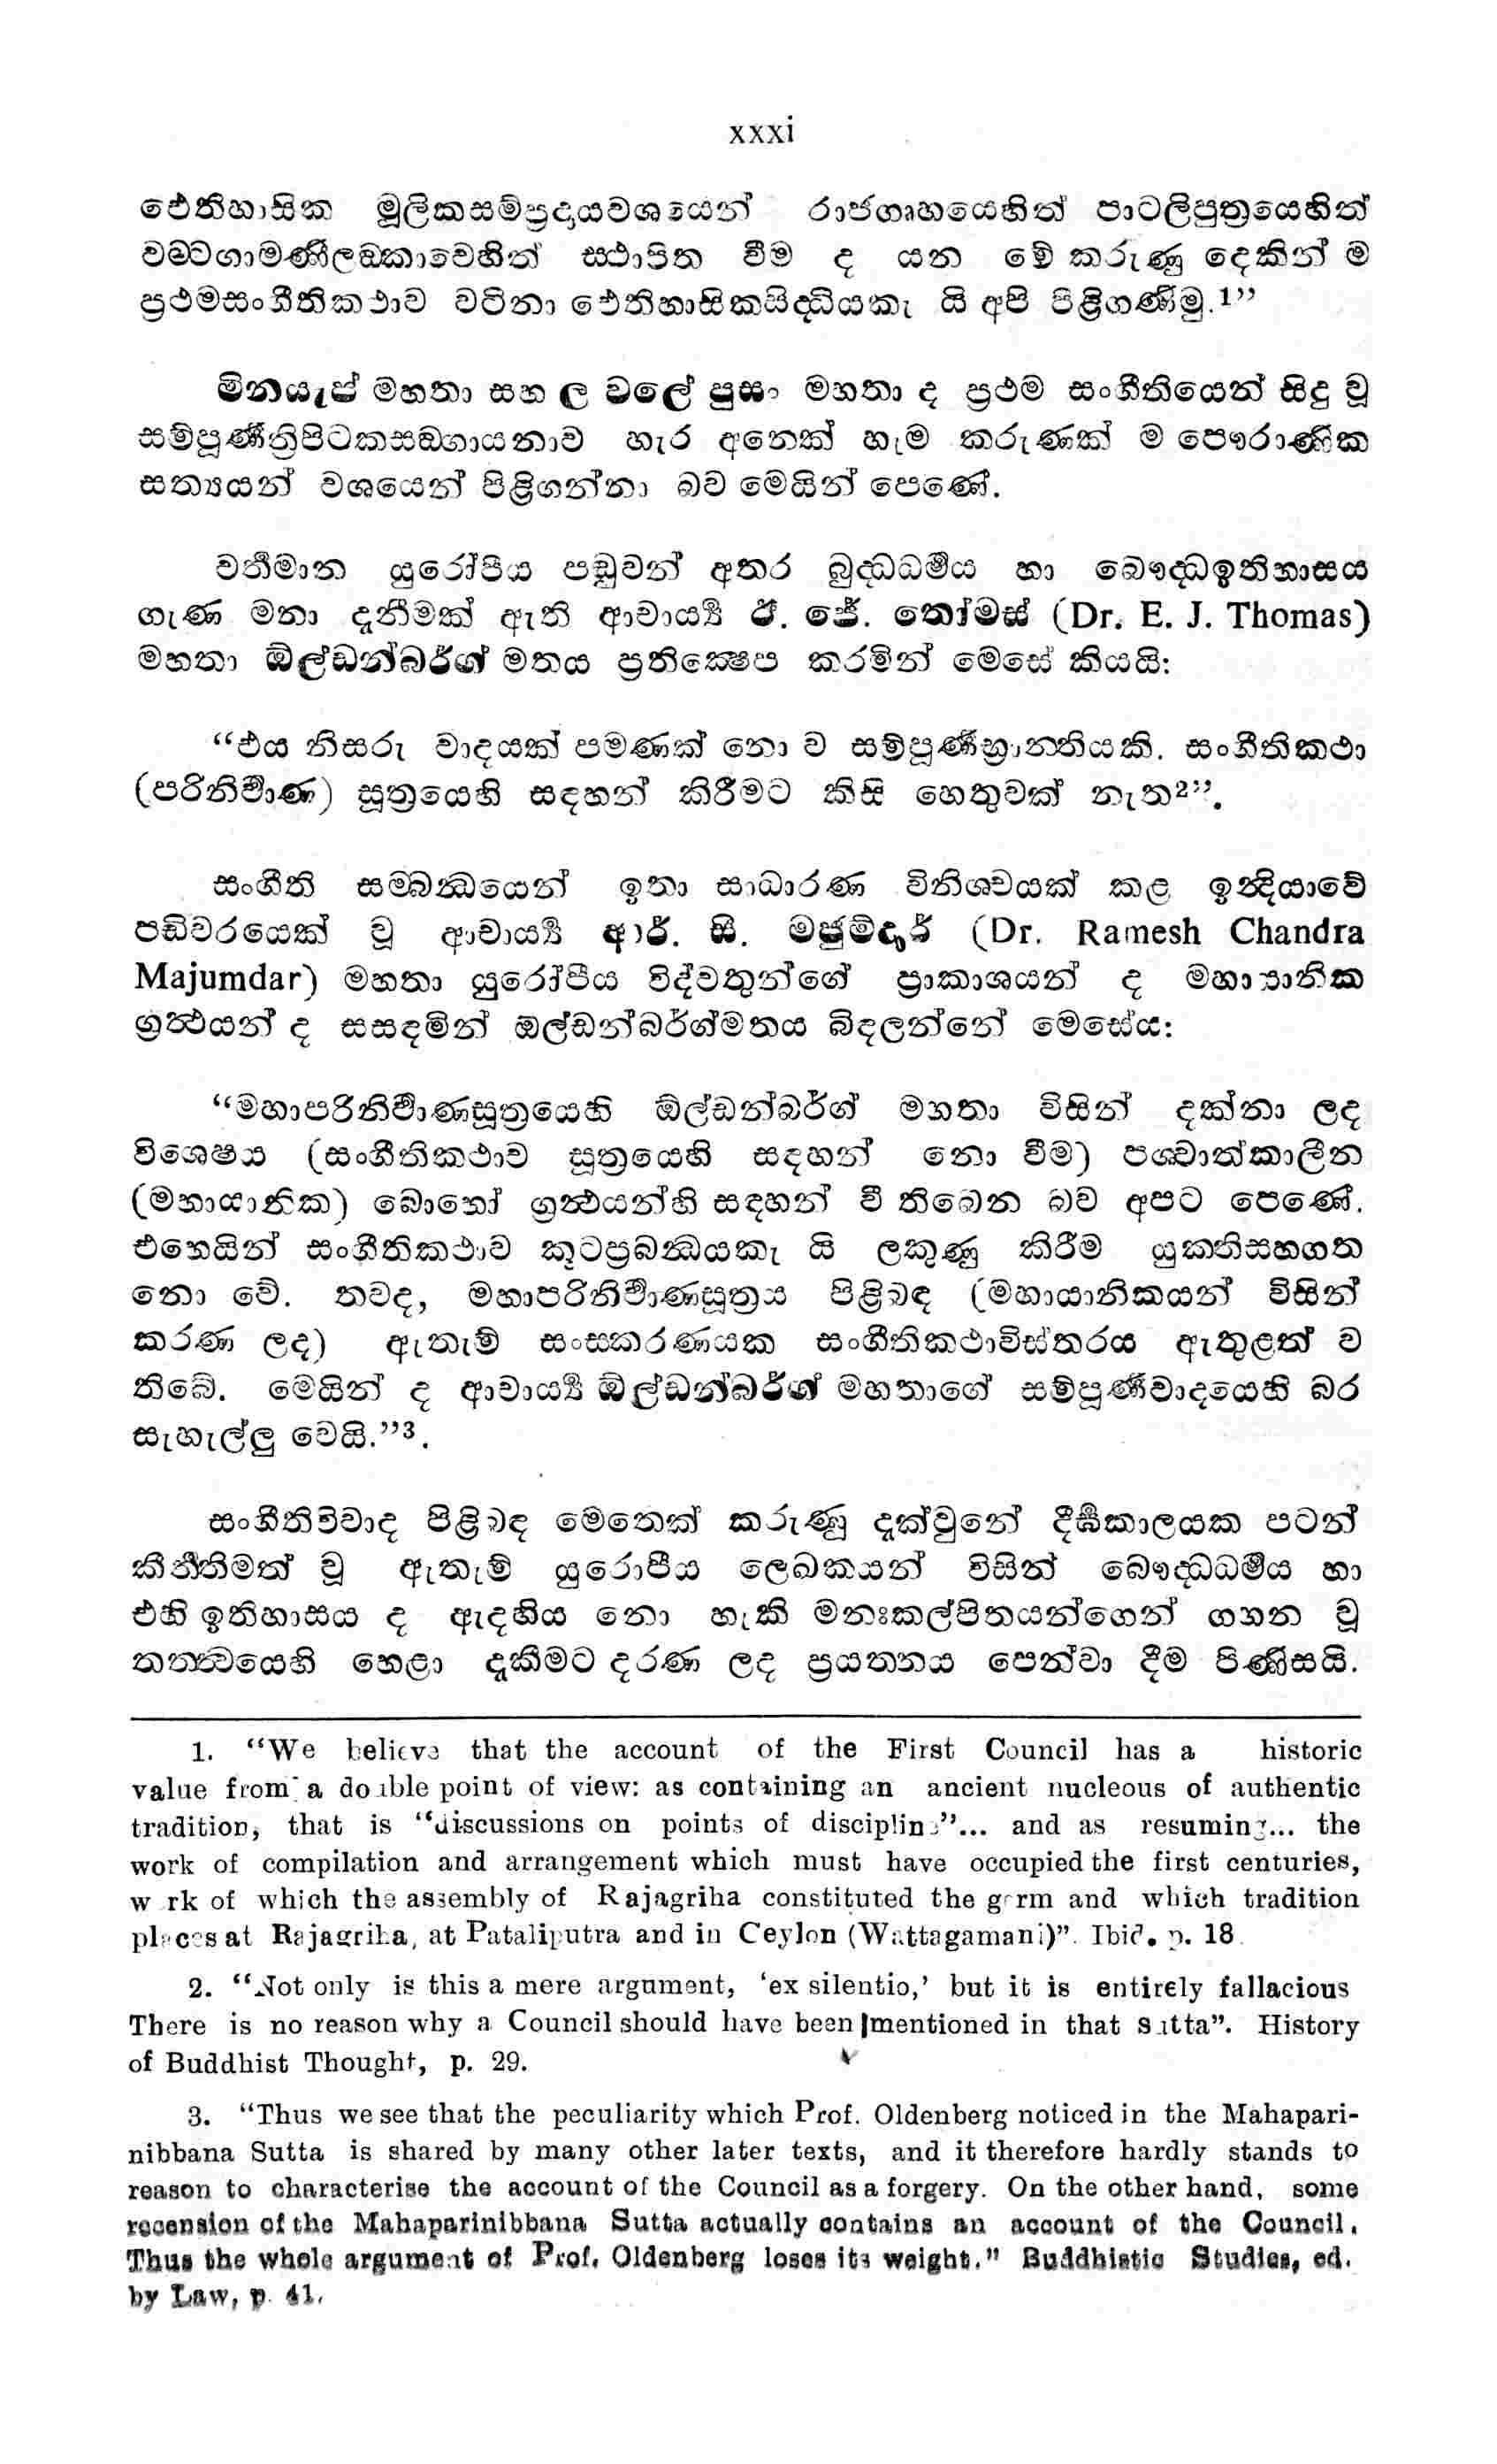 xxxi
ඓතිහාසික මූලිකසම්ප්‍රදායවශයෙන් රාජගෘහයෙහිත් පාටලිපුත්‍රයෙහිත්
වට්ටගාමණීලඞ්කාවෙහිත් ස්ථාපිත වීම ද යන මේ කරුණු දෙකින් ම
ප්‍රථමසංගීතිකථාව වටිනා ඓතිහාසිකසිද්ධියකැ යි අපි පිළිගණිමු.¹”
මිනයැප් මහතා සහ ල වලේ පුසං මහතා ද ප්‍රථම සංගීතියෙන් සිදු වූ
සම්පූර්ණත්‍රිපිටකසඞ්ගායනාව හැර අනෙක් හැම කරුණක් ම පෞරාණික
සත්‍යයන් වශයෙන් පිළිගන්නා බව මෙයින් පෙණේ.
වර්තමාන යුරෝපීය පඬුවන් අතර බුද්ධධර්මය හා බෞද්ධඉතිහාසය
ගැණ මනා දැනීමක් ඇති ආචාර්‍ය්‍ය ඊ. ජේ. තෝමස් (Dr. E. J. Thomas)
මහතා ඕල්ඩන්බර්ග් මතය ප්‍රතික්‍ෂෙප කරමින් මෙසේ කියයි:
“එය නිසරු වාදයක් පමණක් නො ව සම්පූර්ණභ්‍රාන්තියකි. සංගීතිකථා
(පරිනිර්වාණ) සූත්‍රයෙහි සඳහන් කිරීමට කිසි හෙතුවක් නැත²”.
සංගීති සම්බන්ධයෙන් ඉතා සාධාරණ විනිශ්චයක් කළ ඉන්දියාවේ
පඬිවරයෙක් වූ ආචාර්‍ය්‍ය ආර්. සී. මජුම්දාර් (Dr. Ramesh Chandra
Majumdar) මහතා යුරෝපීය විද්වතුන්ගේ ප්‍රාකාශයන් ද මහායානික
ග්‍රන්ථයන් ද සසඳමින් ඔල්ඩන්බර්ග්මතය බිඳලන්නේ මෙසේය:
“මහාපරිනිර්වාණසූත්‍රයෙහි ඕල්ඩන්බර්ග් මහතා විසින් දක්නා ලද
විශෙෂය (සංගීතිකථාව සූත්‍රයෙහි සඳහන් නො වීම) පශ්චාත්කාලීන
(මහායානික) බොහෝ ග්‍රන්ථයන්හි සඳහන් වී තිබෙන බව අපට පෙණේ.
එහෙයින් සංගීතිකථාව කූටප්‍රබන්ධයකැ යි ලකුණු කිරීම යුක්තිසහගත
නො වේ. තවද, මහාපරිනිර්වාණසූත්‍රය පිළිබඳ (මහායානිකයන් විසින්
කරණ ලද) ඇතැම් සංස්කරණයක සංගීතිකථාවිස්තරය ඇතුළත් ව
තිබේ. මෙයින් ද ආචාර්‍ය්‍ය ඕල්ඩන්බර්ග් මහතාගේ සම්පූර්ණවාදයෙහි බර
සැහැල්ලු වෙයි.”³.
සංගීතිවිවාද පිළිබඳ මෙතෙක් කරුණු දැක්වුනේ දීර්ඝකාලයක පටන්
කීර්තිමත් වූ ඇතැම් යුරොපීය ලෙඛකයන් විසින් බෞද්ධධර්මය හා
එහි ඉතිහාසය ද ඇදහිය නො හැකි මනඃකල්පිතයන්ගෙන් ගහන වූ
තත්ත්වයෙහි හෙළා දැකීමට දරණ ලද ප්‍රයත්නය පෙන්වා දීම පිණිසයි.
1. “We believe that the account of the First Council has a historic
value from a double point of view: as containing an ancient nucleous of authentic
tradition, that is “discussions on points of discipline”... and as resuming... the
work of compilation and arrangement which must have occupied the first centuries,
work of which the assembly of Rajagriha constituted the germ and which tradition
places at Rajagriha, at Pataliputra and in Ceylon (Wattagamani)”. Ibid. p. 18.
2. “Not only is this a mere argnment, ‘ex silentio,’ but it is entirely fallacious
There is no reason why a Council should have been mentioned in that Sutta”. History
of Buddhist Thought, p. 29.
3. “Thus we see that the peculiarity which Prof. Oldenberg noticed in the Mahapari-
nibbana Sutta is shared by many other later texts, and it therefore hardly stands to
reason to characterise the account of the Council as a forgery. On the other hand, some
recension of the Mahaparinibbana Sutta actually contains an account of the Council.
Thus the whole argument of Prof. Oldenberg loses its weight.” Buddhistic Studies, ed.
by Law, p. 41.